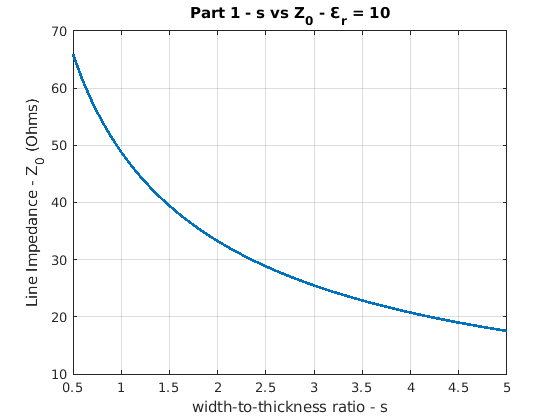 Part 1 - s vs Z0 - Ɛr = 10
70
60
50
40
30
20
10
Line Impedance - Z0 (Ohms)
0.5 1 1.5 2 2.5 3 3.5 4 4.5 5
width-to-thickness ratio - s